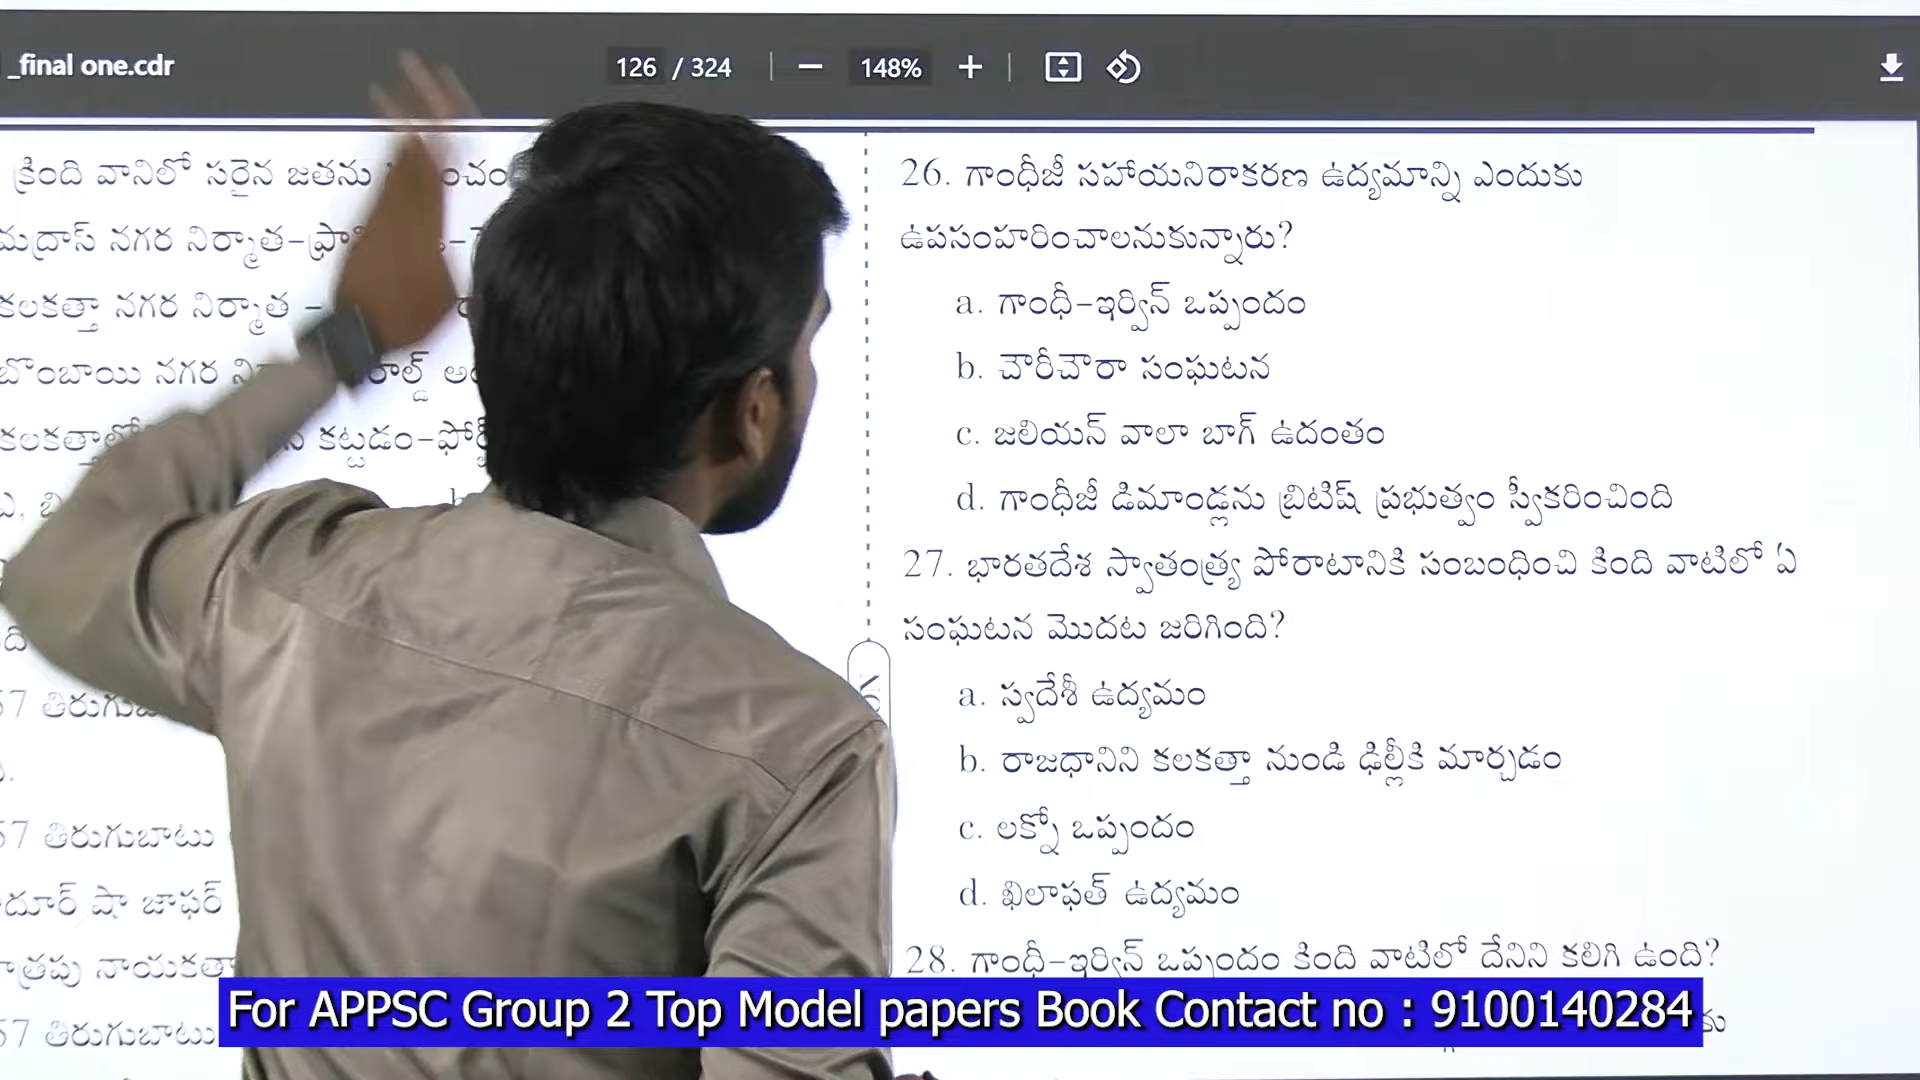 _final one.cdr
126 / 324
148%
క్రింది వానిలో సరైన జతను
మద్రాస్ నగర నిర్మాత-
కలకత్తా నగర నిర్మాత -
బొంబాయి నగర
కట్టడం-
57
57 తిరుగుబాటు
షా జాఫర్
57 తిరుగుబాటు
26. గాంధీజీ సహాయనిరాకరణ ఉద్యమాన్ని ఎందుకు
ఉపసంహరించాలనుకున్నారు?
a. గాంధీ-ఇర్విన్ ఒప్పందం
b. చౌరీచౌరా సంఘటన
c. జలియన్ వాలా బాగ్ ఉదంతం
d. గాంధీజీ డిమాండ్లను బ్రిటిష్ ప్రభుత్వం స్వీకరించింది
27. భారతదేశ స్వాతంత్ర్య పోరాటానికి సంబంధించి కింది వాటిలో ఏ
సంఘటన మొదట జరిగింది?
a. స్వదేశీ ఉద్యమం
b. రాజధానిని కలకత్తా నుండి ఢిల్లీకి మార్చడం
c. లక్నో ఒప్పందం
d. ఖిలాఫత్ ఉద్యమం
28. గాంధీ-ఇర్విన్ ఒప్పందం కింది వాటిలో దేనిని కలిగి ఉంది?
For APPSC Group 2 Top Model papers Book Contact no : 9100140284